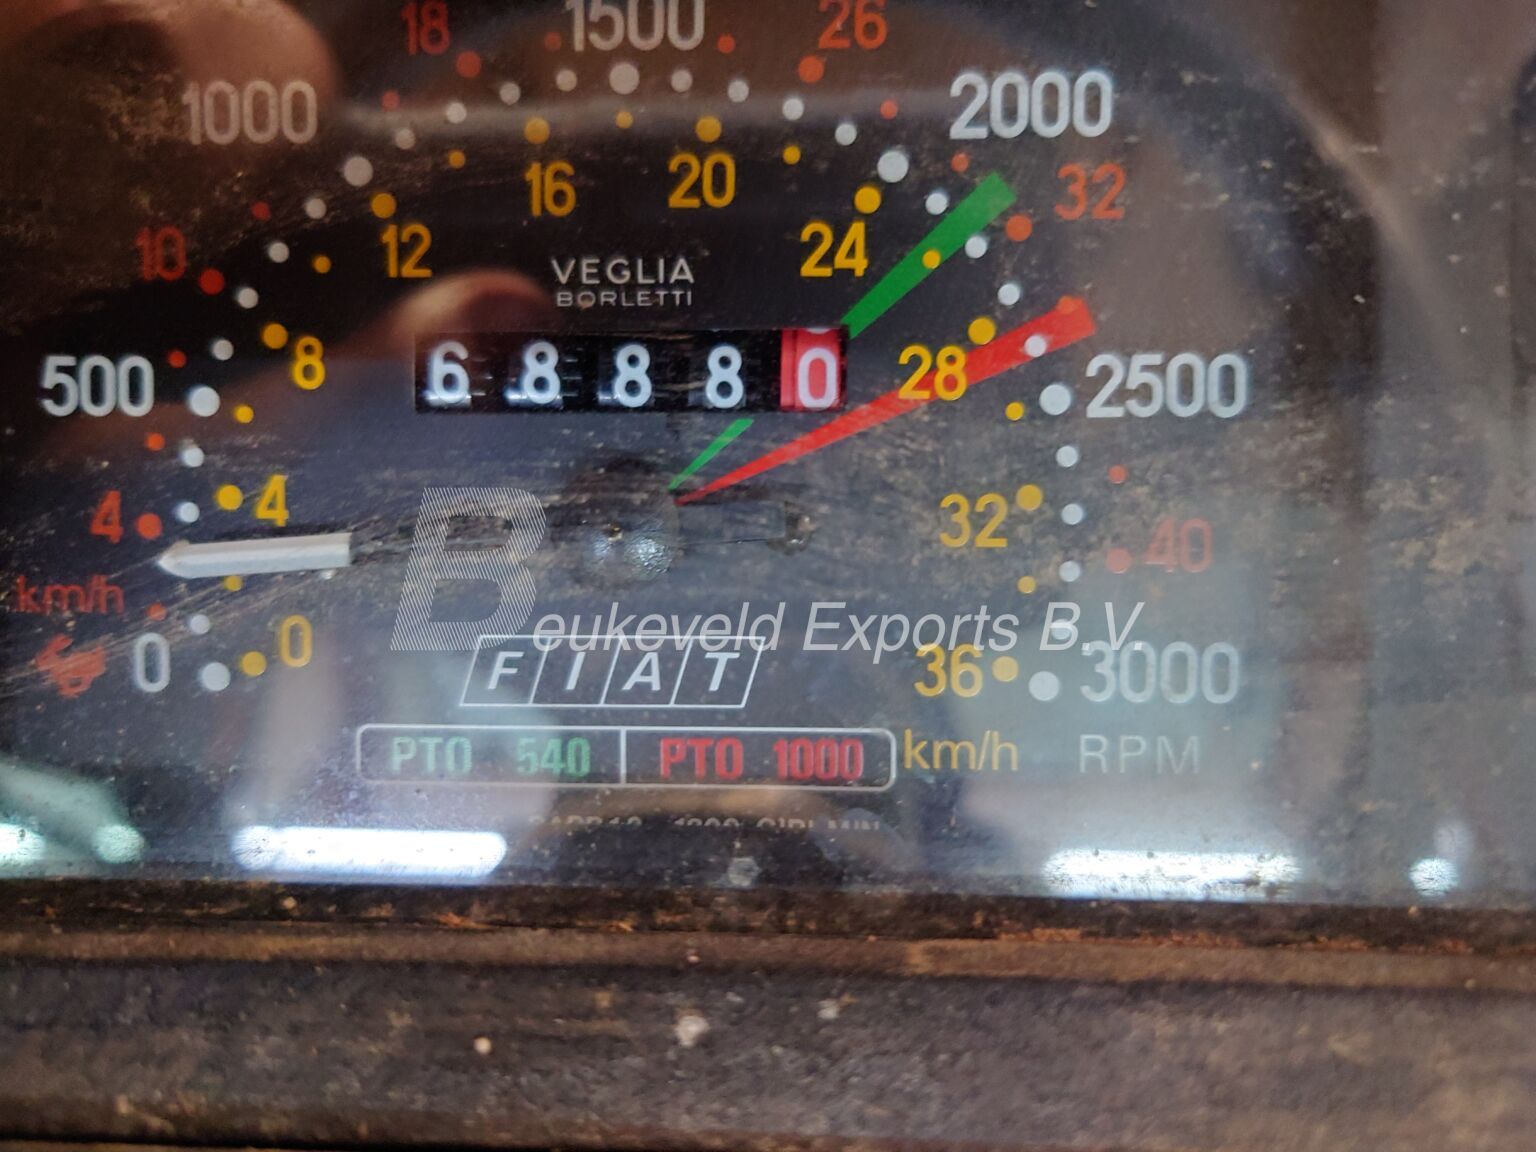 18 1500 26
1000 2000
16 20 32
10 12 24
VEGLIA
BORLETTI
500 8 6 8 8 8 0 28 2500
4 4 32 40
km/h
Beukeveld Exports B.V.
0 0 FIAT 36 3000
PTO 540 PTO 1000 km/h RPM